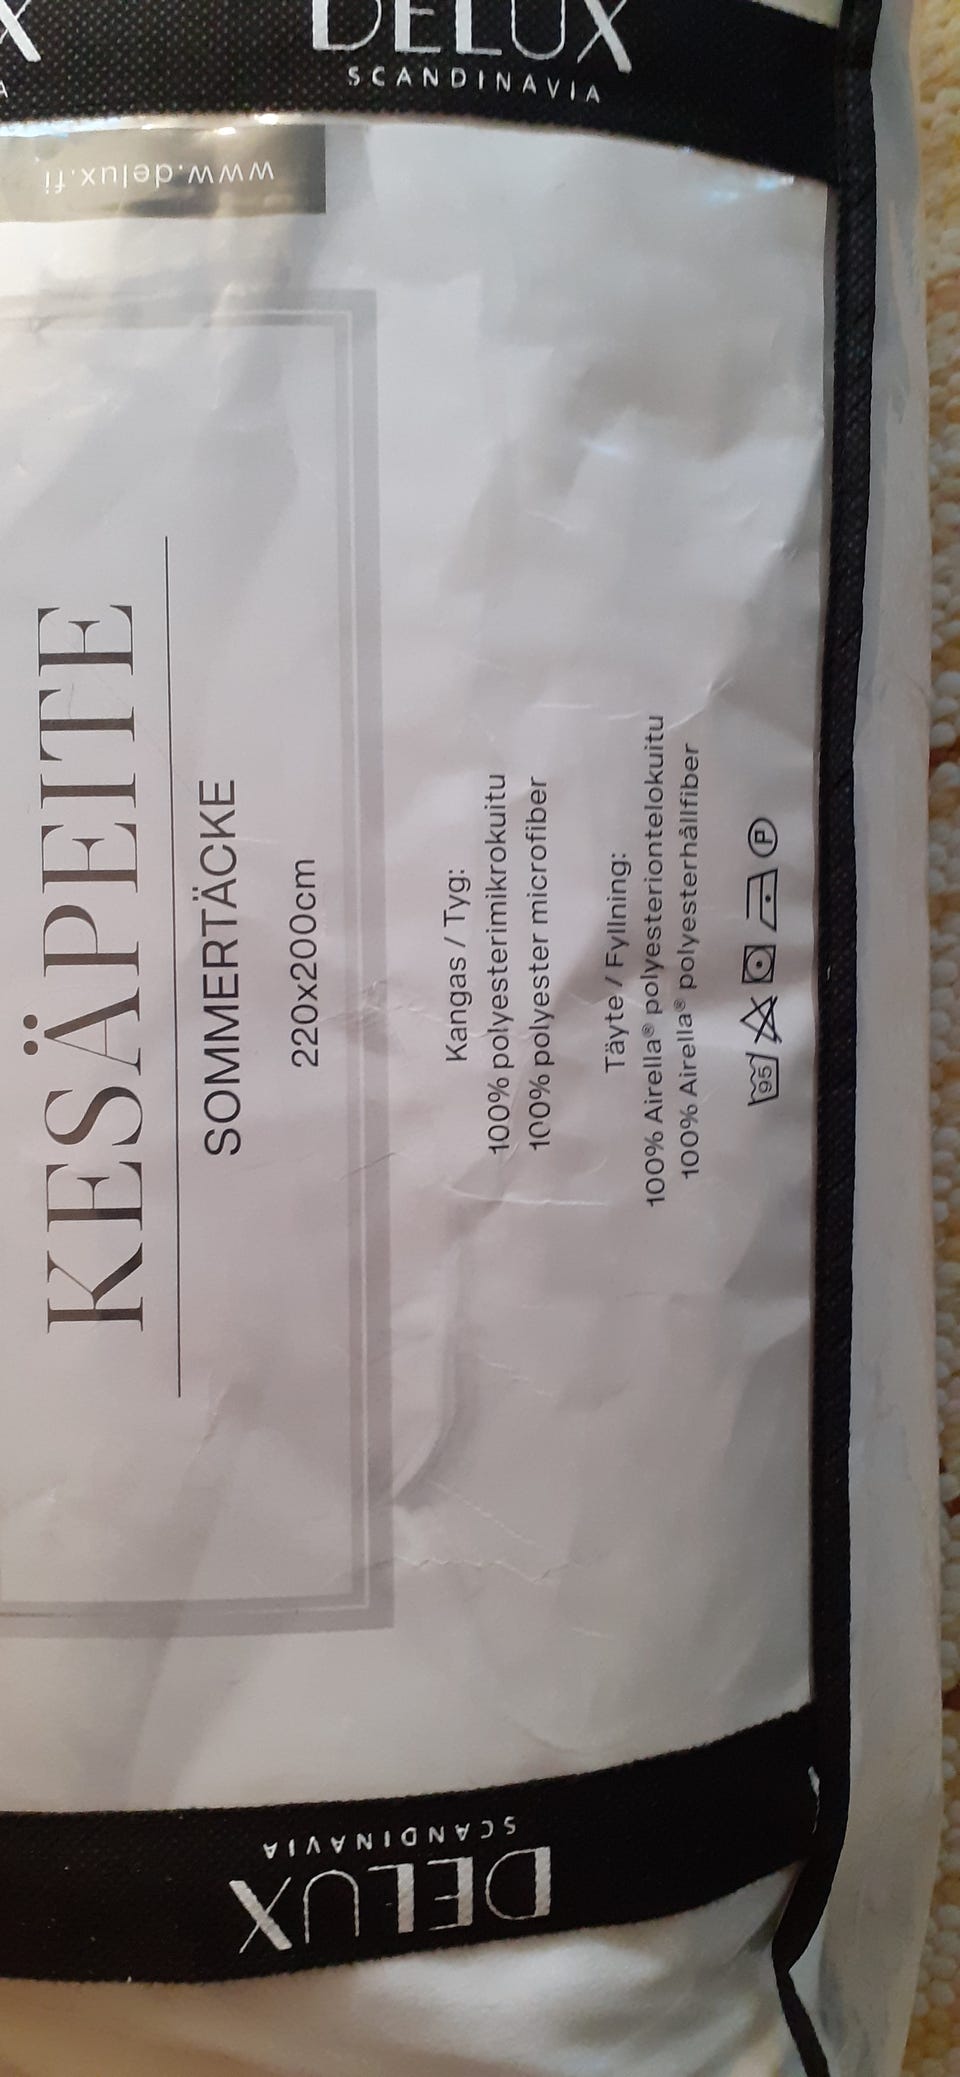 DELUX
SCANDINAVIA
www.delux.fi
KESÄPEITE
SOMMERTÄCKE
220x200cm
Kangas / Tyg:
100% polyesterimikrokuitu
100% polyester microfiber
Täyte / Fyllning:
100% Airella® polyesteriontelokuitu
100% Airella® polyesterhållfiber
95 P
DELUX
SCANDINAVIA